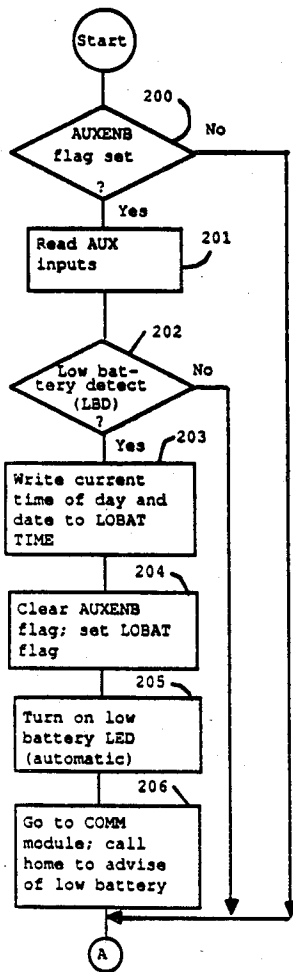 Start
200
AUXENB
flag set
?
No
Yes
Read AUX
inputs
201
202
Low bat-
tery detect
(LBD)
?
No
Yes
203
Write current
time of day and
date to LOBAT
TIME
204
Clear AUXENB
flag; set LOBAT
flag
205
Turn on low
battery LED
(automatic)
206
Go to COMM
module; call
home to advise
of low battery
A